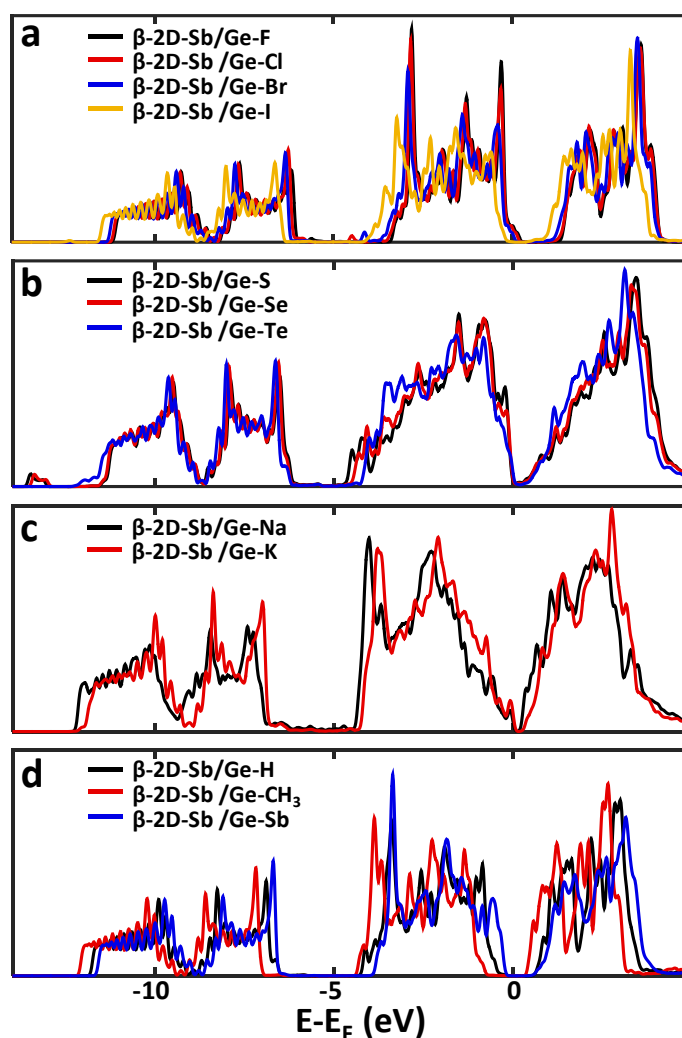 a
β-2D-Sb/Ge-F
β-2D-Sb /Ge-Cl
β-2D-Sb /Ge-Br
β-2D-Sb /Ge-I
b
β-2D-Sb/Ge-S
β-2D-Sb /Ge-Se
β-2D-Sb /Ge-Te
c
β-2D-Sb/Ge-Na
β-2D-Sb /Ge-K
d
β-2D-Sb/Ge-H
β-2D-Sb /Ge-CH₃
β-2D-Sb /Ge-Sb
-10 -5 0
E-E_F (eV)